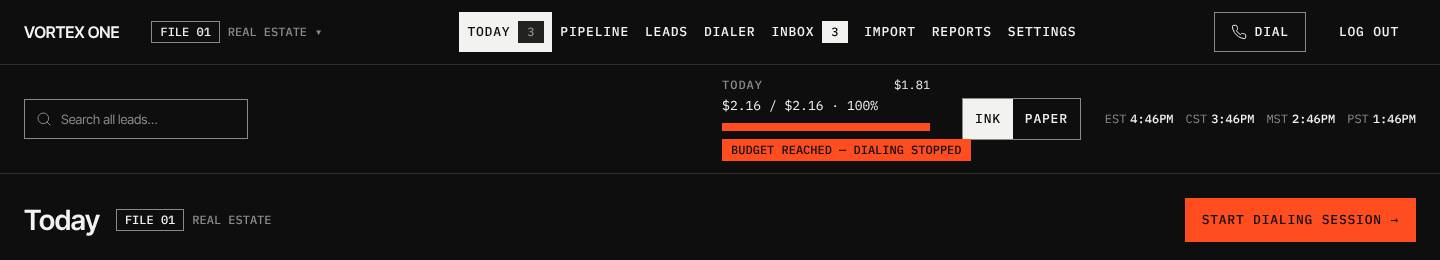 VORTEX ONE FILE 01 REAL ESTATE ▾ TODAY 3 PIPELINE LEADS DIALER INBOX 3 IMPORT REPORTS SETTINGS DIAL LOG OUT
TODAY $1.81
$2.16 / $2.16 · 100%
Search all leads... INK PAPER EST 4:46PM CST 3:46PM MST 2:46PM PST 1:46PM
BUDGET REACHED — DIALING STOPPED
Today FILE 01 REAL ESTATE START DIALING SESSION →